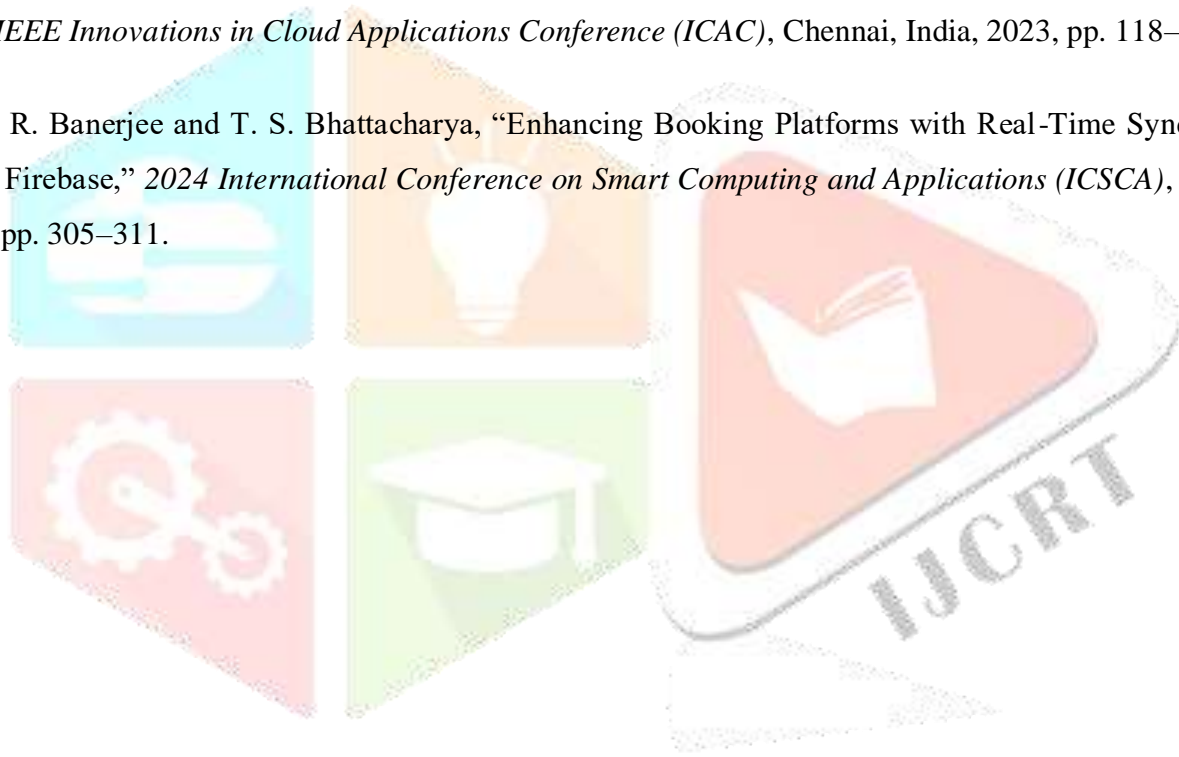 IEEE Innovations in Cloud Applications Conference (ICAC), Chennai, India, 2023, pp. 118–
R. Banerjee and T. S. Bhattacharya, “Enhancing Booking Platforms with Real-Time Sync
Firebase,” 2024 International Conference on Smart Computing and Applications (ICSCA),
pp. 305–311.
IJCRT